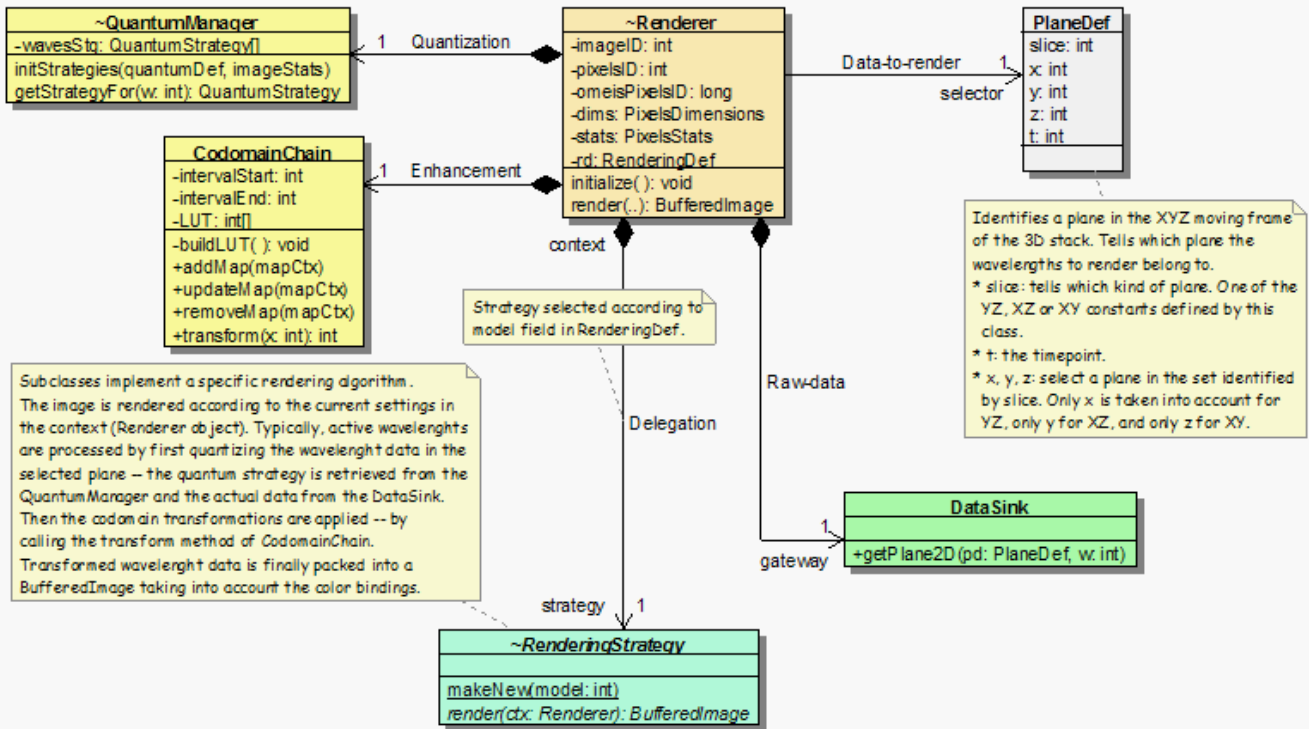 ~QuantumManager
-wavesStg: QuantumStrategy[]
initStrategies(quantumDef, imageStats)
getStrategyFor(w: int): QuantumStrategy
1
Quantization
~Renderer
-imageID: int
-pixelsID: int
-omeisPixelsID: long
-dims: PixelsDimensions
-stats: PixelsStats
-rd: RenderingDef
initialize( ): void
render(..): BufferedImage
Data-to-render
1
selector
PlaneDef
slice: int
x: int
y: int
z: int
t: int
CodomainChain
-intervalStart: int
-intervalEnd: int
-LUT: int[]
-buildLUT( ): void
+addMap(mapCtx)
+updateMap(mapCtx)
+removeMap(mapCtx)
+transform(x: int): int
1
Enhancement
context
Strategy selected according to
model field in RenderingDef.
Identifies a plane in the XYZ moving frame
of the 3D stack. Tells which plane the
wavelengths to render belong to.
* slice: tells which kind of plane. One of the
YZ, XZ or XY constants defined by this
class.
* t: the timepoint.
* x, y, z: select a plane in the set identified
by slice. Only x is taken into account for
YZ, only y for XZ, and only z for XY.
Subclasses implement a specific rendering algorithm.
The image is rendered according to the current settings in
the context (Renderer object). Typically, active wavelenghts
are processed by first quantizing the wavelenght data in the
selected plane -- the quantum strategy is retrieved from the
QuantumManager and the actual data from the DataSink.
Then the codomain transformations are applied -- by
calling the transform method of CodomainChain.
Transformed wavelenght data is finally packed into a
BufferedImage taking into account the color bindings.
Raw-data
Delegation
1
gateway
DataSink
+getPlane2D(pd: PlaneDef, w: int)
strategy
1
~RenderingStrategy
makeNew(model: int)
render(ctx: Renderer): BufferedImage